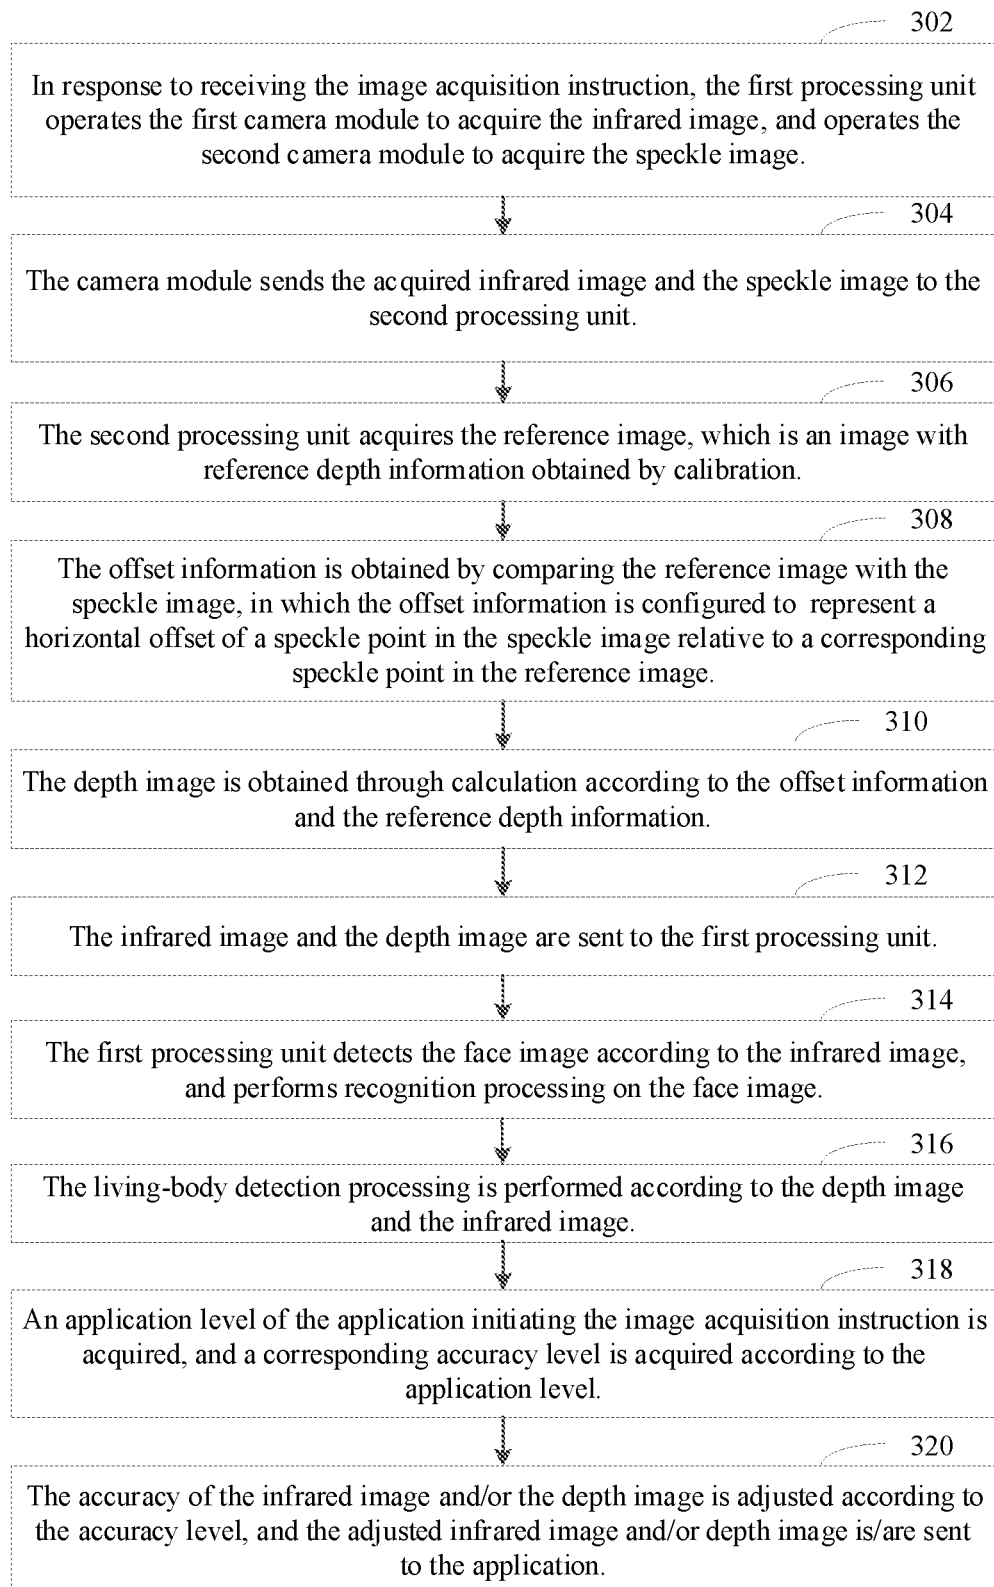 302
In response to receiving the image acquisition instruction, the first processing unit
operates the first camera module to acquire the infrared image, and operates the
second camera module to acquire the speckle image.
304
The camera module sends the acquired infrared image and the speckle image to the
second processing unit.
306
The second processing unit acquires the reference image, which is an image with
reference depth information obtained by calibration.
308
The offset information is obtained by comparing the reference image with the
speckle image, in which the offset information is configured to represent a
horizontal offset of a speckle point in the speckle image relative to a corresponding
speckle point in the reference image.
310
The depth image is obtained through calculation according to the offset information
and the reference depth information.
312
The infrared image and the depth image are sent to the first processing unit.
314
The first processing unit detects the face image according to the infrared image,
and performs recognition processing on the face image.
316
The living-body detection processing is performed according to the depth image
and the infrared image.
318
An application level of the application initiating the image acquisition instruction is
acquired, and a corresponding accuracy level is acquired according to the
application level.
320
The accuracy of the infrared image and/or the depth image is adjusted according to
the accuracy level, and the adjusted infrared image and/or depth image is/are sent
to the application.